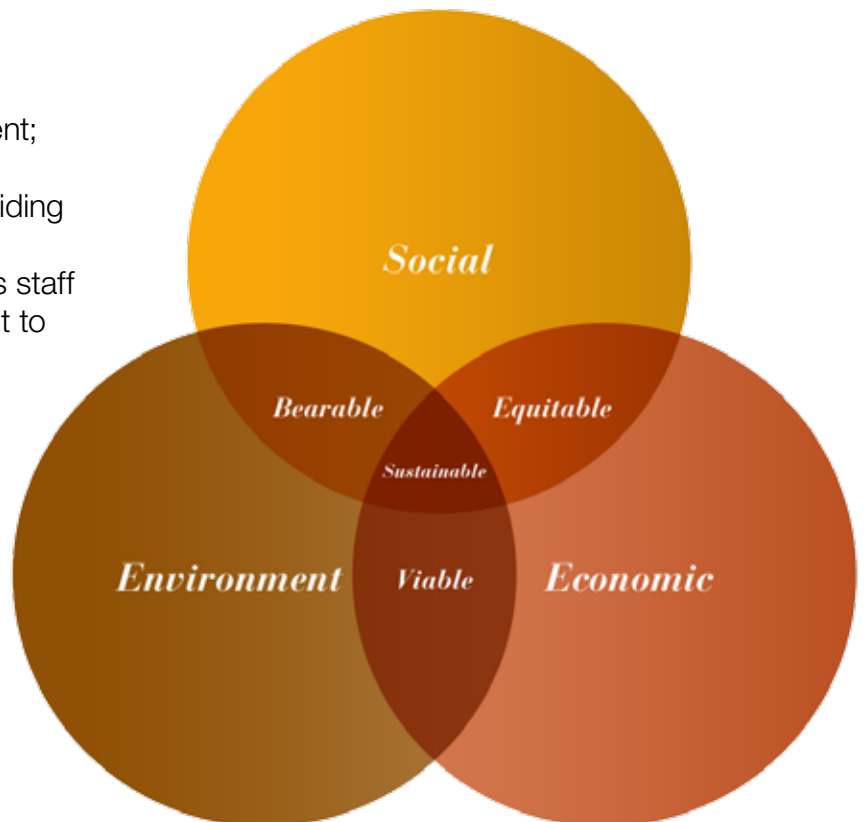 ent;
iding
s staff
t to
Social
Bearable
Equitable
Sustainable
Environment
Viable
Economic